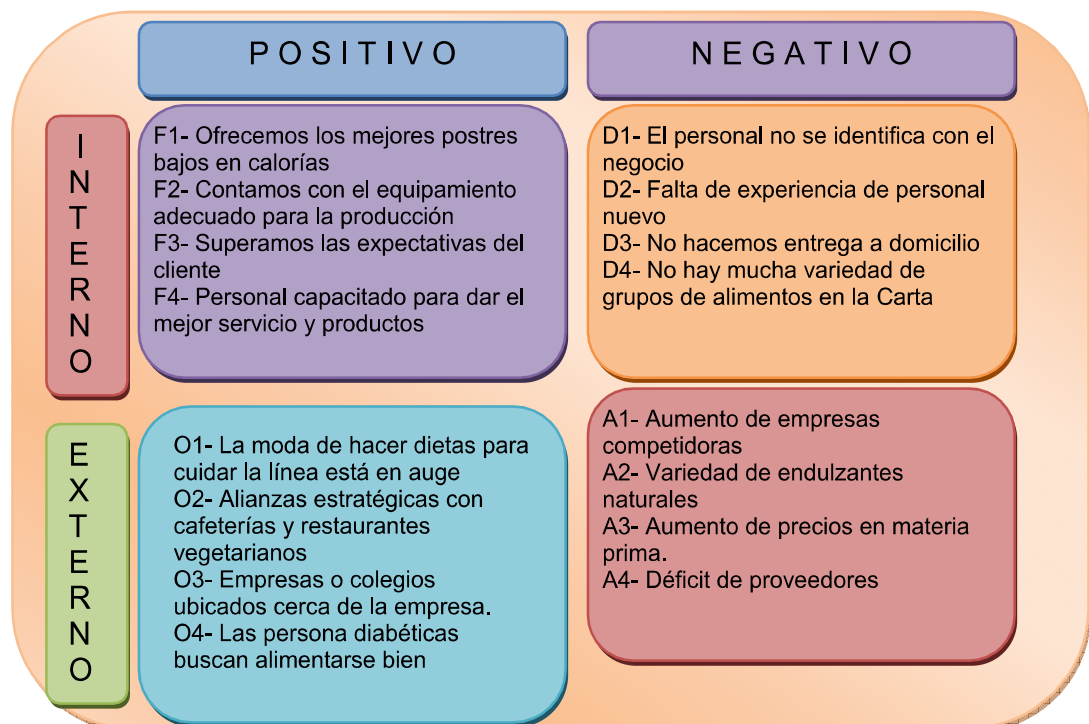 POSITIVO
NEGATIVO
INTERNO
F1- Ofrecemos los mejores postres
bajos en calorías
F2- Contamos con el equipamiento
adecuado para la producción
F3- Superamos las expectativas del
cliente
F4- Personal capacitado para dar el
mejor servicio y productos
D1- El personal no se identifica con el
negocio
D2- Falta de experiencia de personal
nuevo
D3- No hacemos entrega a domicilio
D4- No hay mucha variedad de
grupos de alimentos en la Carta
EXTERNO
O1- La moda de hacer dietas para
cuidar la línea está en auge
O2- Alianzas estratégicas con
cafeterías y restaurantes
vegetarianos
O3- Empresas o colegios
ubicados cerca de la empresa.
O4- Las persona diabéticas
buscan alimentarse bien
A1- Aumento de empresas
competidoras
A2- Variedad de endulzantes
naturales
A3- Aumento de precios en materia
prima.
A4- Déficit de proveedores